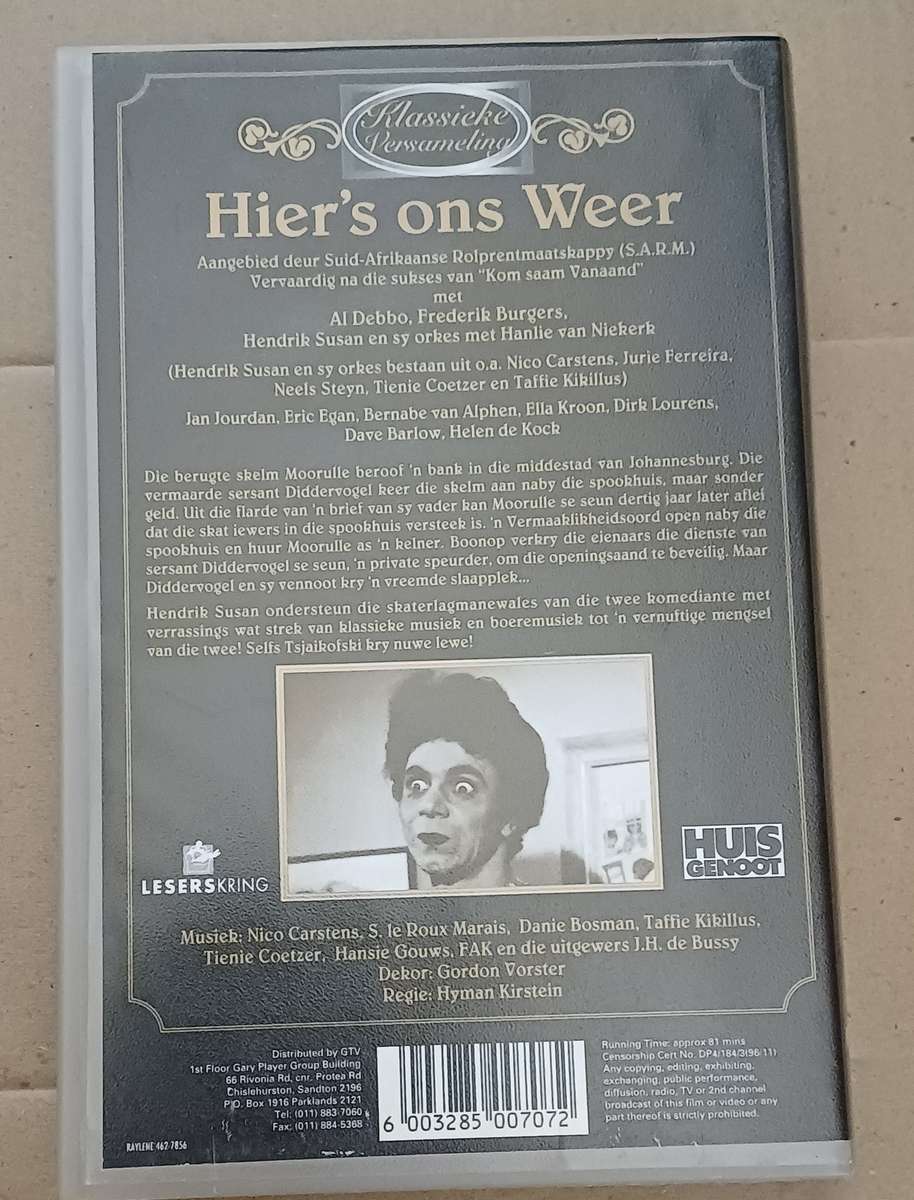 Klassieke
Versameling
Hier's ons Weer
Aangebied deur Suid-Afrikaanse Rolprentmaatskappy (S.A.R.M.)
Vervaardig na die sukses van "Kom saam Vanaand"
met
Al Debbo, Frederik Burgers,
Hendrik Susan en sy orkes met Hanlie van Niekerk
(Hendrik Susan en sy orkes bestaan uit o.a. Nico Carstens, Jurie Ferreira,
Neels Steyn, Tienie Coetzer en Taffie Kikillus)
Jan Jourdan, Eric Egan, Bernabe van Alphen, Ella Kroon, Dirk Lourens,
Dave Barlow, Helen de Kock
Die berugte skelm Moorulle beroof 'n bank in die middestad van Johannesburg. Die
vermaarde sersant Diddervogel keer die skelm aan naby die spookhuis, maar sonder
geld. Uit die flarde van 'n brief van sy vader kan Moorulle se seun dertig jaar later aflei
dat die skat iewers in die spookhuis versteek is. 'n Vermaaklikheidsoord open naby die
spookhuis en huur Moorulle as 'n kelner. Boonop verkry die eienaars die dienste van
sersant Diddervogel se seun, 'n private speurder, om die openingsaand te beveilig. Maar
Diddervogel en sy vennoot kry 'n vreemde slaapplek...
Hendrik Susan ondersteun die skaterlagmanewales van die twee komediante met
verrassings wat strek van klassieke musiek en boeremusiek tot 'n vernuftige mengsel
van die twee! Selfs Tsjaikofski kry nuwe lewe!
LESERSKRING
HUIS
GENOOT
Musiek: Nico Carstens, S. le Roux Marais, Danie Bosman, Taffie Kikillus,
Tienie Coetzer, Hansie Gouws, FAK en die uitgewers J.H. de Bussy
Dekor: Gordon Vorster
Regie: Hyman Kirstein
Distributed by GTV
1st Floor Gary Player Group Building
66 Rivonia Rd, cnr. Protea Rd
Chislehurston, Sandton 2196
P.O. Box 1916 Parklands 2121
Tel: (011) 883-7060
Fax: (011) 884-5368
RAYLENE 462 7856
6 003285 007072
Running Time: approx 81 mins
Censorship Cert No. DP4/184/3(96/11)
Any copying, editing, exhibiting,
exchanging, public performance,
diffusion, radio, TV or 2nd channel
broadcast of this film or video or any
part thereof is strictly prohibited.